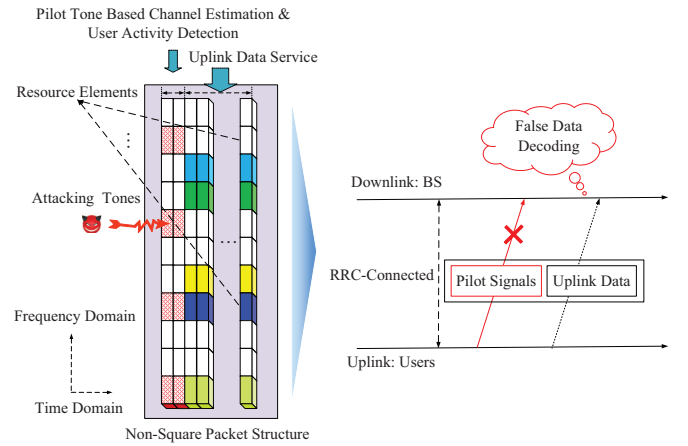 Pilot Tone Based Channel Estimation &
User Activity Detection
Uplink Data Service
Resource Elements
Attacking Tones
Frequency Domain
Time Domain
Non-Square Packet Structure
False Data
Decoding
Downlink: BS
RRC-Connected
Pilot Signals
Uplink Data
Uplink: Users